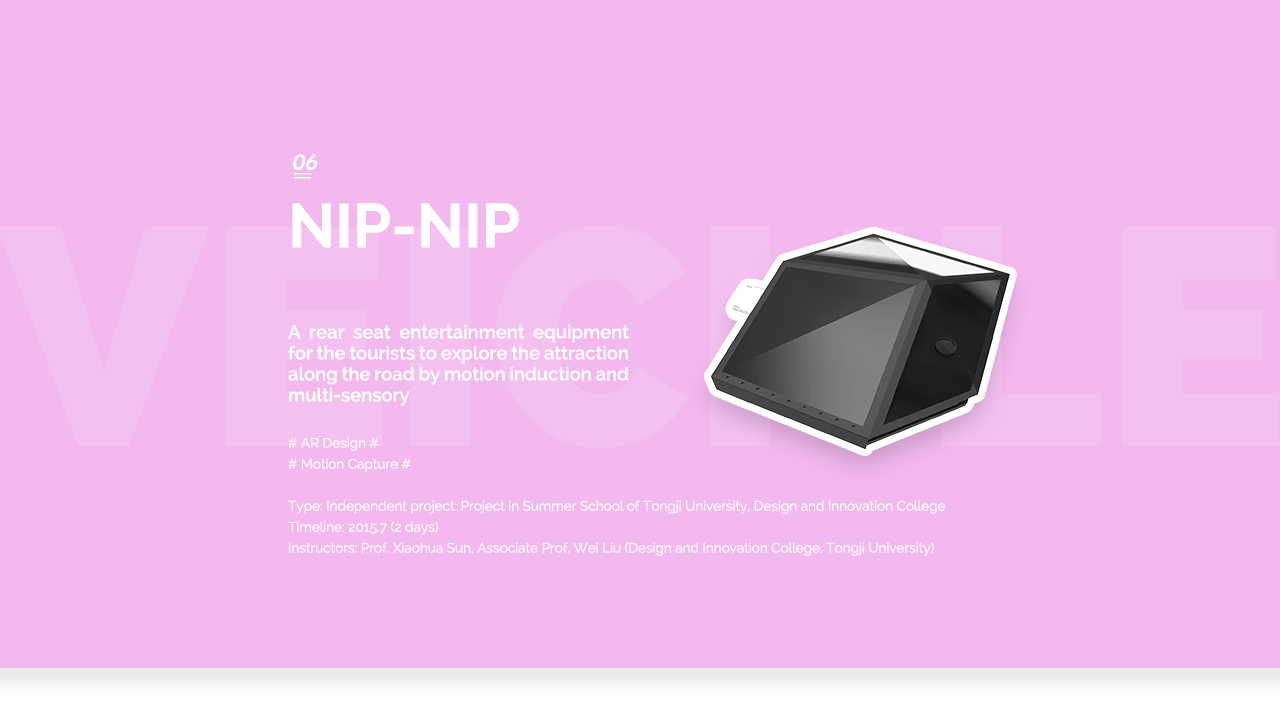 06
NIP-NIP
VEICHLE
A rear seat entertainment equipment
for the tourists to explore the attraction
along the road by motion induction and
multi-sensory
# AR Design #
# Motion Capture #
Type: Independent project: Project in Summer School of Tongji University, Design and Innovation College
Timeline: 2015.7 (2 days)
Instructors: Prof. Xiaohua Sun, Associate Prof. Wei Liu (Design and Innovation College, Tongji University)